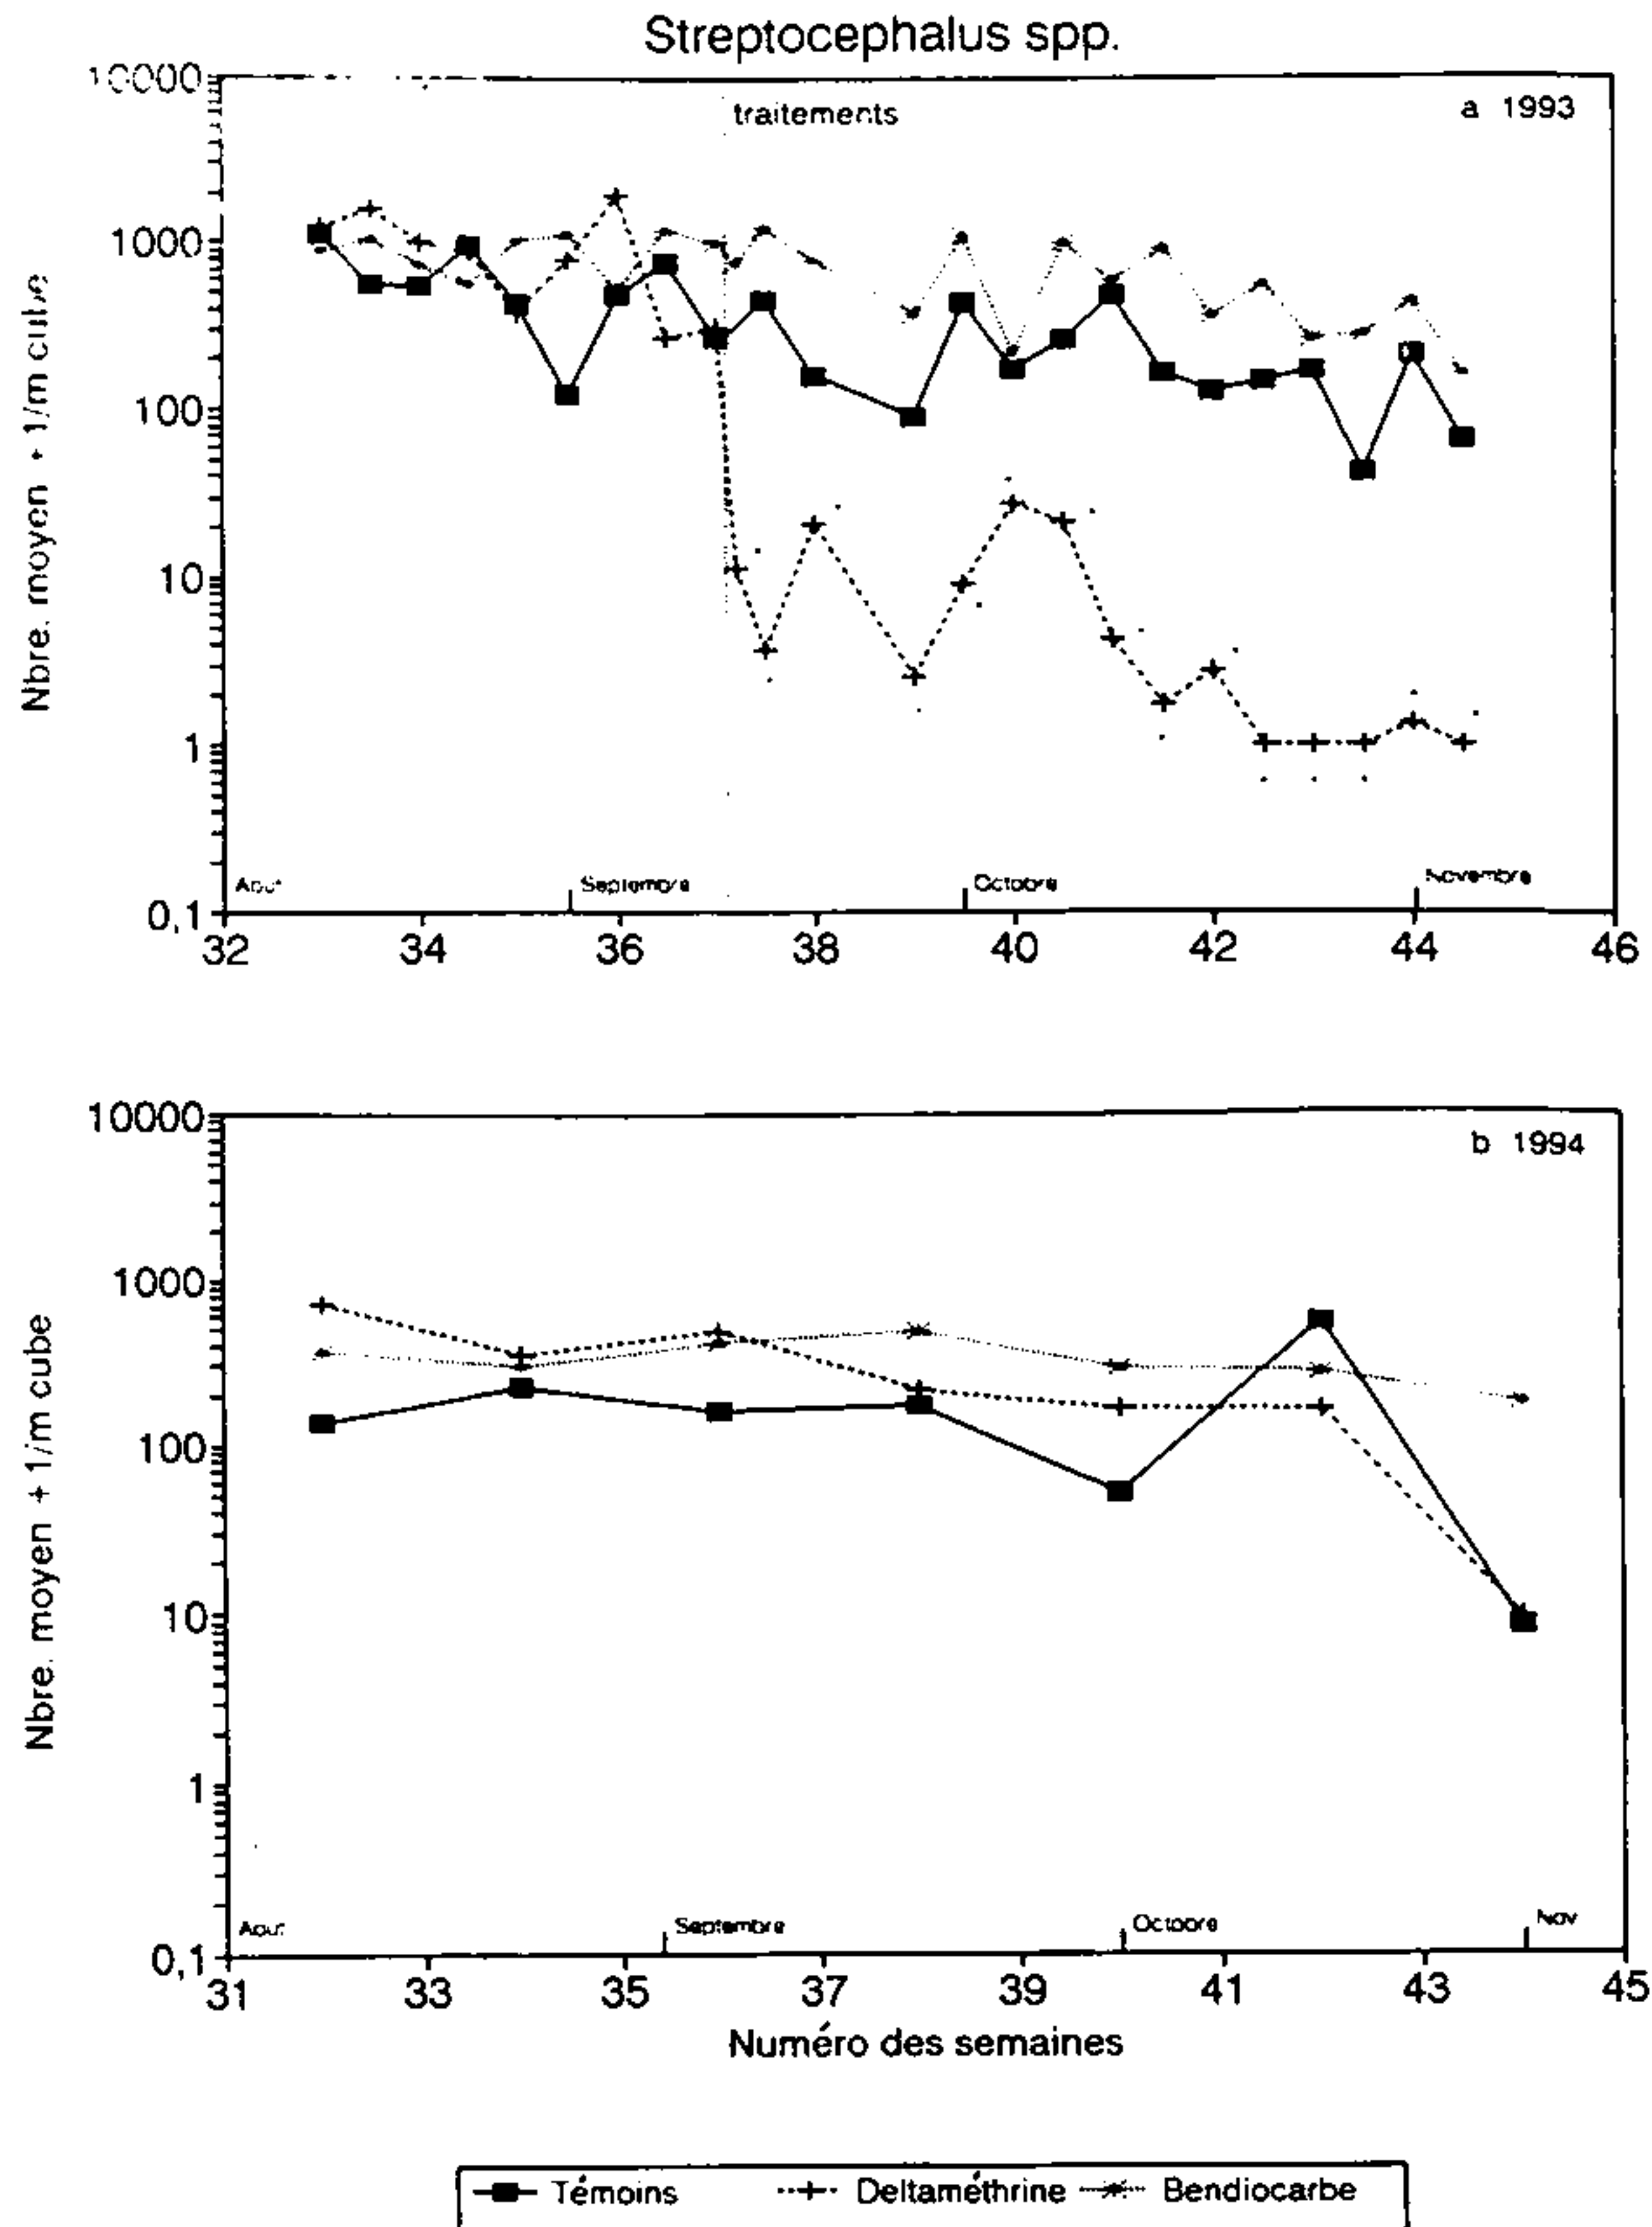 Streptocephalus spp.
10000
traitements
a 1993
1000
100
10
1
0,1
Nbre. moyen + 1/m cube
Août
Septembre
Octobre
Novembre
32 34 36 38 40 42 44 46
10000
b 1994
1000
100
10
1
0,1
Nbre. moyen + 1/m cube
Août
Septembre
Octobre
Nov
31 33 35 37 39 41 43 45
Numéro des semaines
Témoins Deltaméthrine Bendiocarbe